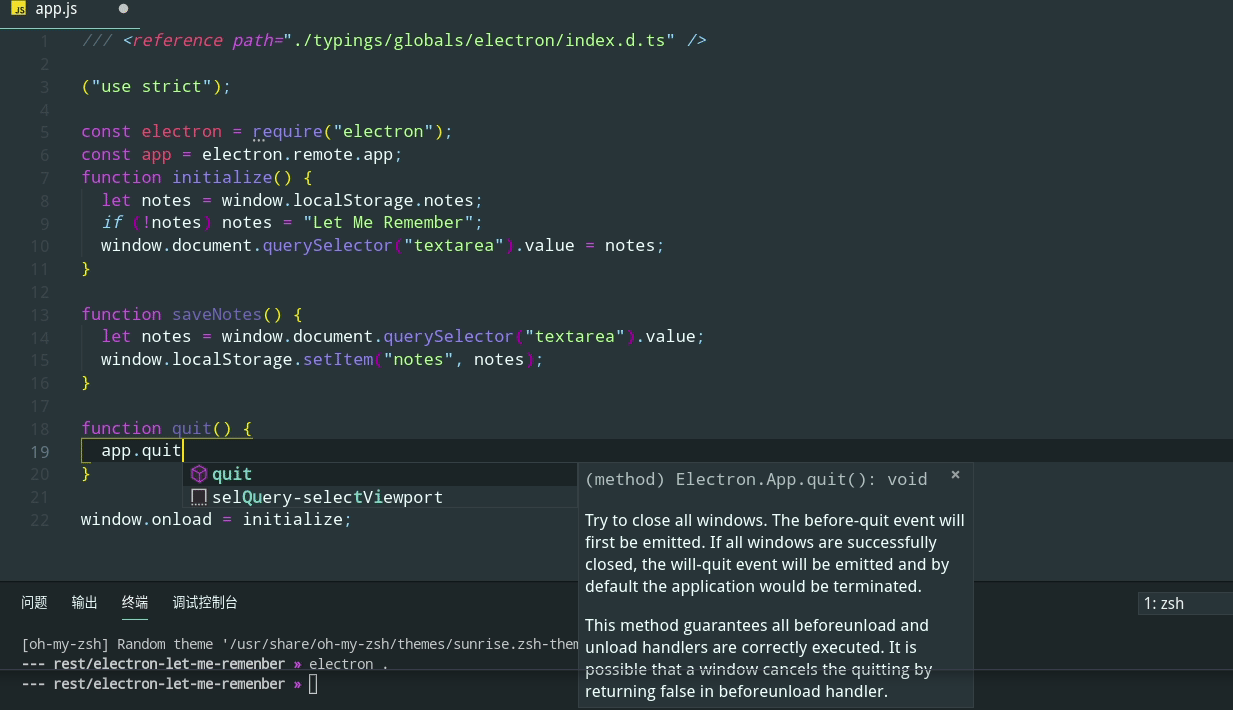 JS app.js ●
1 /// <reference path="./typings/globals/electron/index.d.ts" />
2
3 ("use strict");
4
5 const electron = require("electron");
6 const app = electron.remote.app;
7 function initialize() {
8 let notes = window.localStorage.notes;
9 if (!notes) notes = "Let Me Remember";
10 window.document.querySelector("textarea").value = notes;
11 }
12
13 function saveNotes() {
14 let notes = window.document.querySelector("textarea").value;
15 window.localStorage.setItem("notes", notes);
16 }
17
18 function quit() {
19 app.quit
20 }
21
22 window.onload = initialize;
quit
selQuery-selectViewport
(method) Electron.App.quit(): void ×
Try to close all windows. The before-quit event will
first be emitted. If all windows are successfully
closed, the will-quit event will be emitted and by
default the application would be terminated.
This method guarantees all beforeunload and
unload handlers are correctly executed. It is
possible that a window cancels the quitting by
returning false in beforeunload handler.
问题 输出 终端 调试控制台
1: zsh
[oh-my-zsh] Random theme '/usr/share/oh-my-zsh/themes/sunrise.zsh-them
--- rest/electron-let-me-remenber » electron .
--- rest/electron-let-me-remenber »